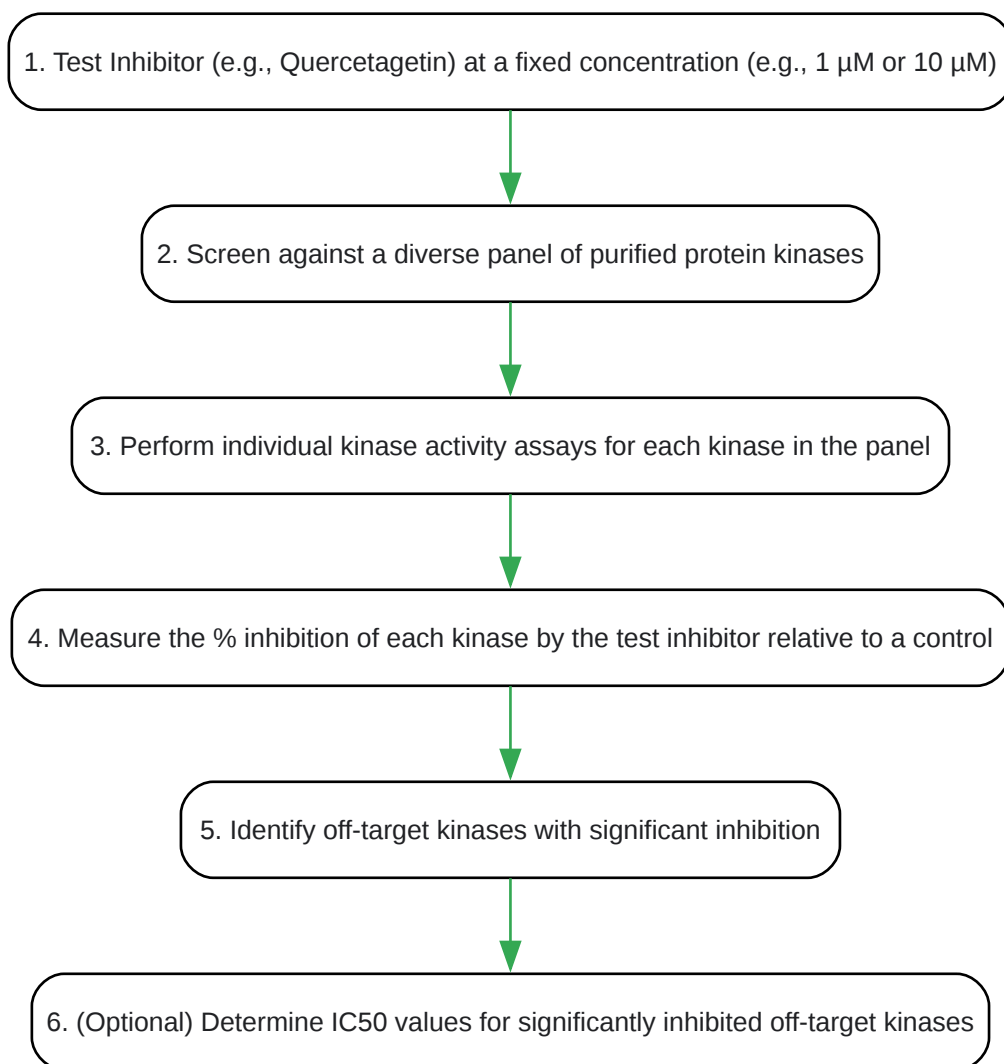 1. Test Inhibitor (e.g., Quercetagetin) at a fixed concentration (e.g., 1 µM or 10 µM)
2. Screen against a diverse panel of purified protein kinases
3. Perform individual kinase activity assays for each kinase in the panel
4. Measure the % inhibition of each kinase by the test inhibitor relative to a control
5. Identify off-target kinases with significant inhibition
6. (Optional) Determine IC50 values for significantly inhibited off-target kinases